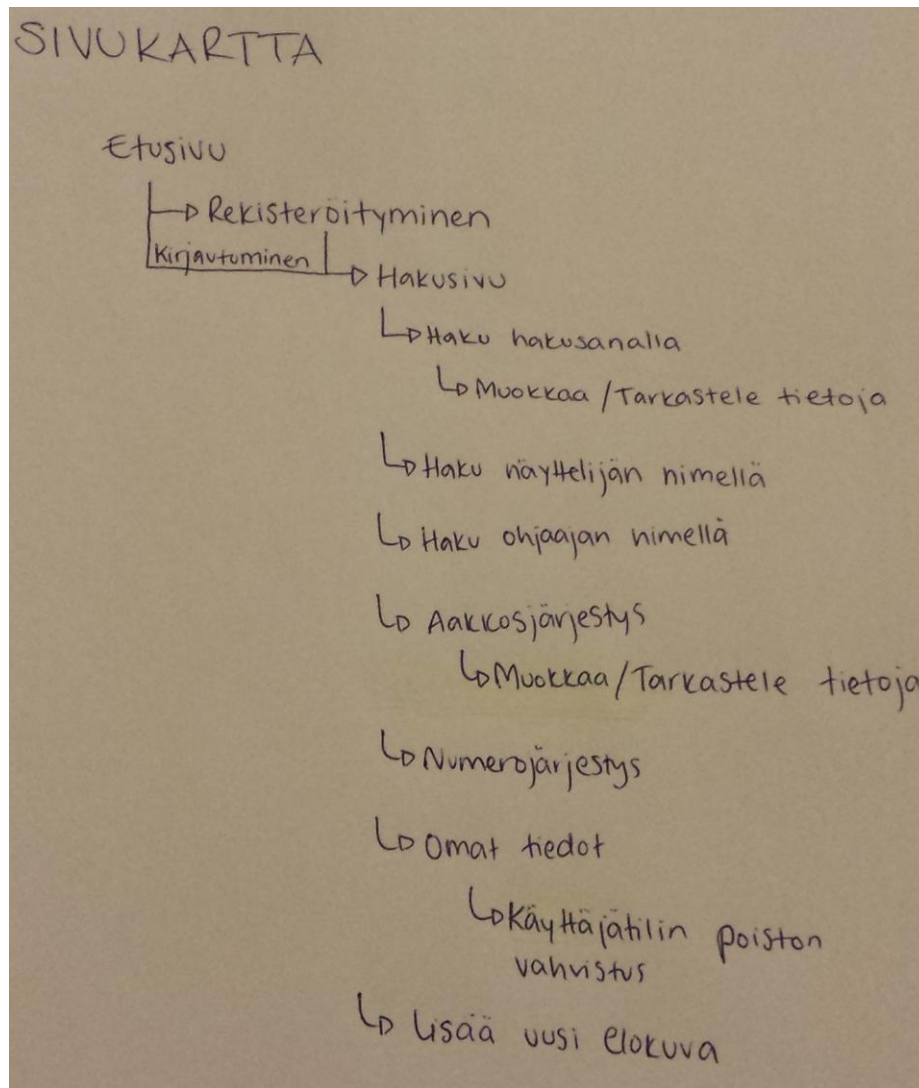 SIVUKARTTA
Etusivu
Rekisteröityminen
Kirjautuminen
Hakusivu
Haku hakusanalla
Muokkaa/Tarkastele tietoja
Haku näyttelijän nimellä
Haku ohjaajan nimellä
Aakkosjärjestys
Muokkaa/Tarkastele tietoja
Numerojärjestys
Omat tiedot
Käyttäjätilin poiston
vahvistus
Lisää uusi elokuva